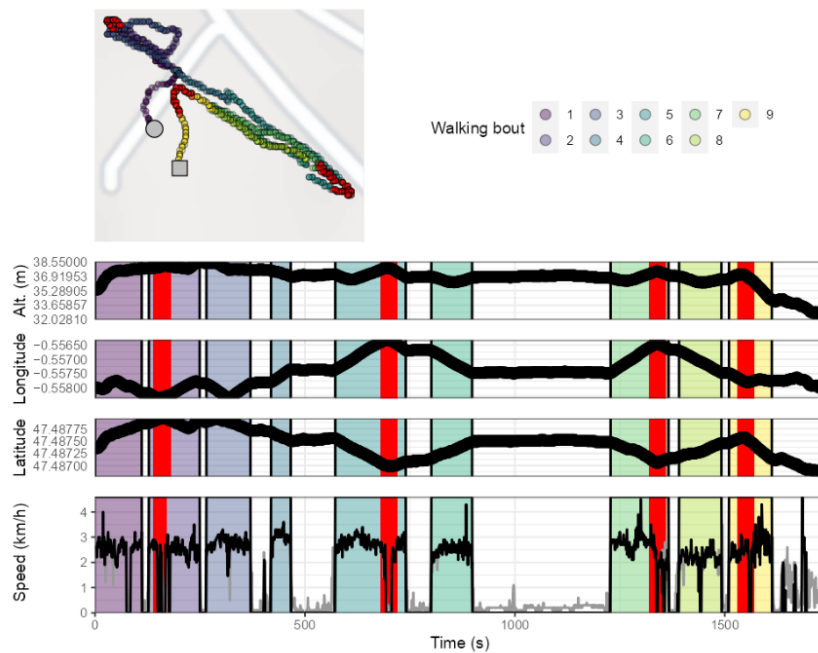 Walking bout
1 3 5 7 9
2 4 6 8
Alt. (m)
38.55000
36.91953
35.28905
33.65857
32.02810
Longitude
−0.55650
−0.55700
−0.55750
−0.55800
Latitude
47.48775
47.48750
47.48725
47.48700
Speed (km/h)
4
3
2
1
0
0 500 1000 1500
Time (s)